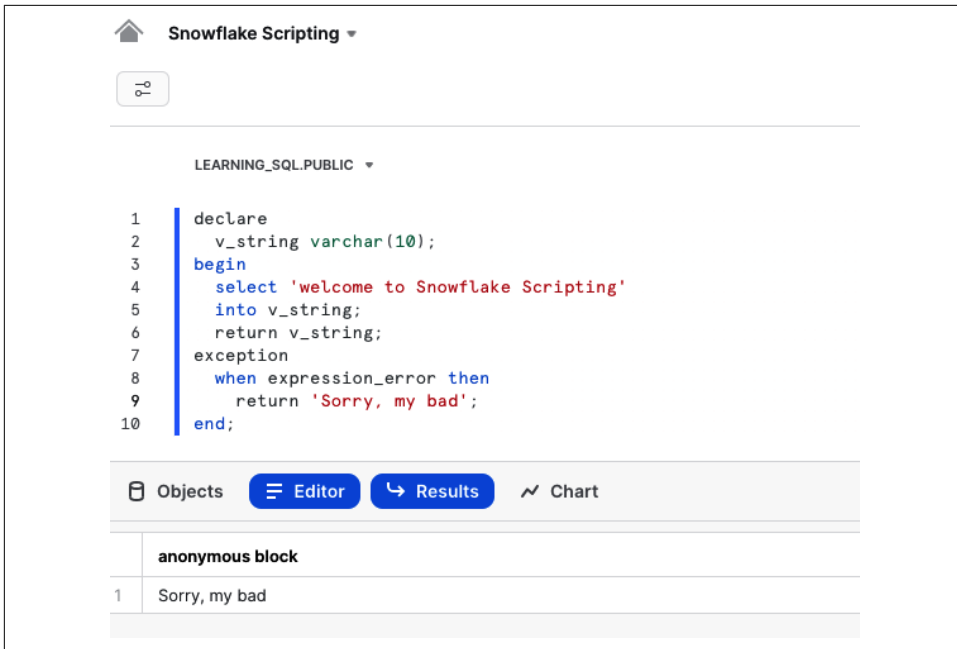 Snowflake Scripting
LEARNING_SQL.PUBLIC
1 declare
2   v_string varchar(10);
3 begin
4   select 'welcome to Snowflake Scripting'
5   into v_string;
6   return v_string;
7 exception
8   when expression_error then
9     return 'Sorry, my bad';
10 end;
Objects Editor Results Chart
anonymous block
1 Sorry, my bad